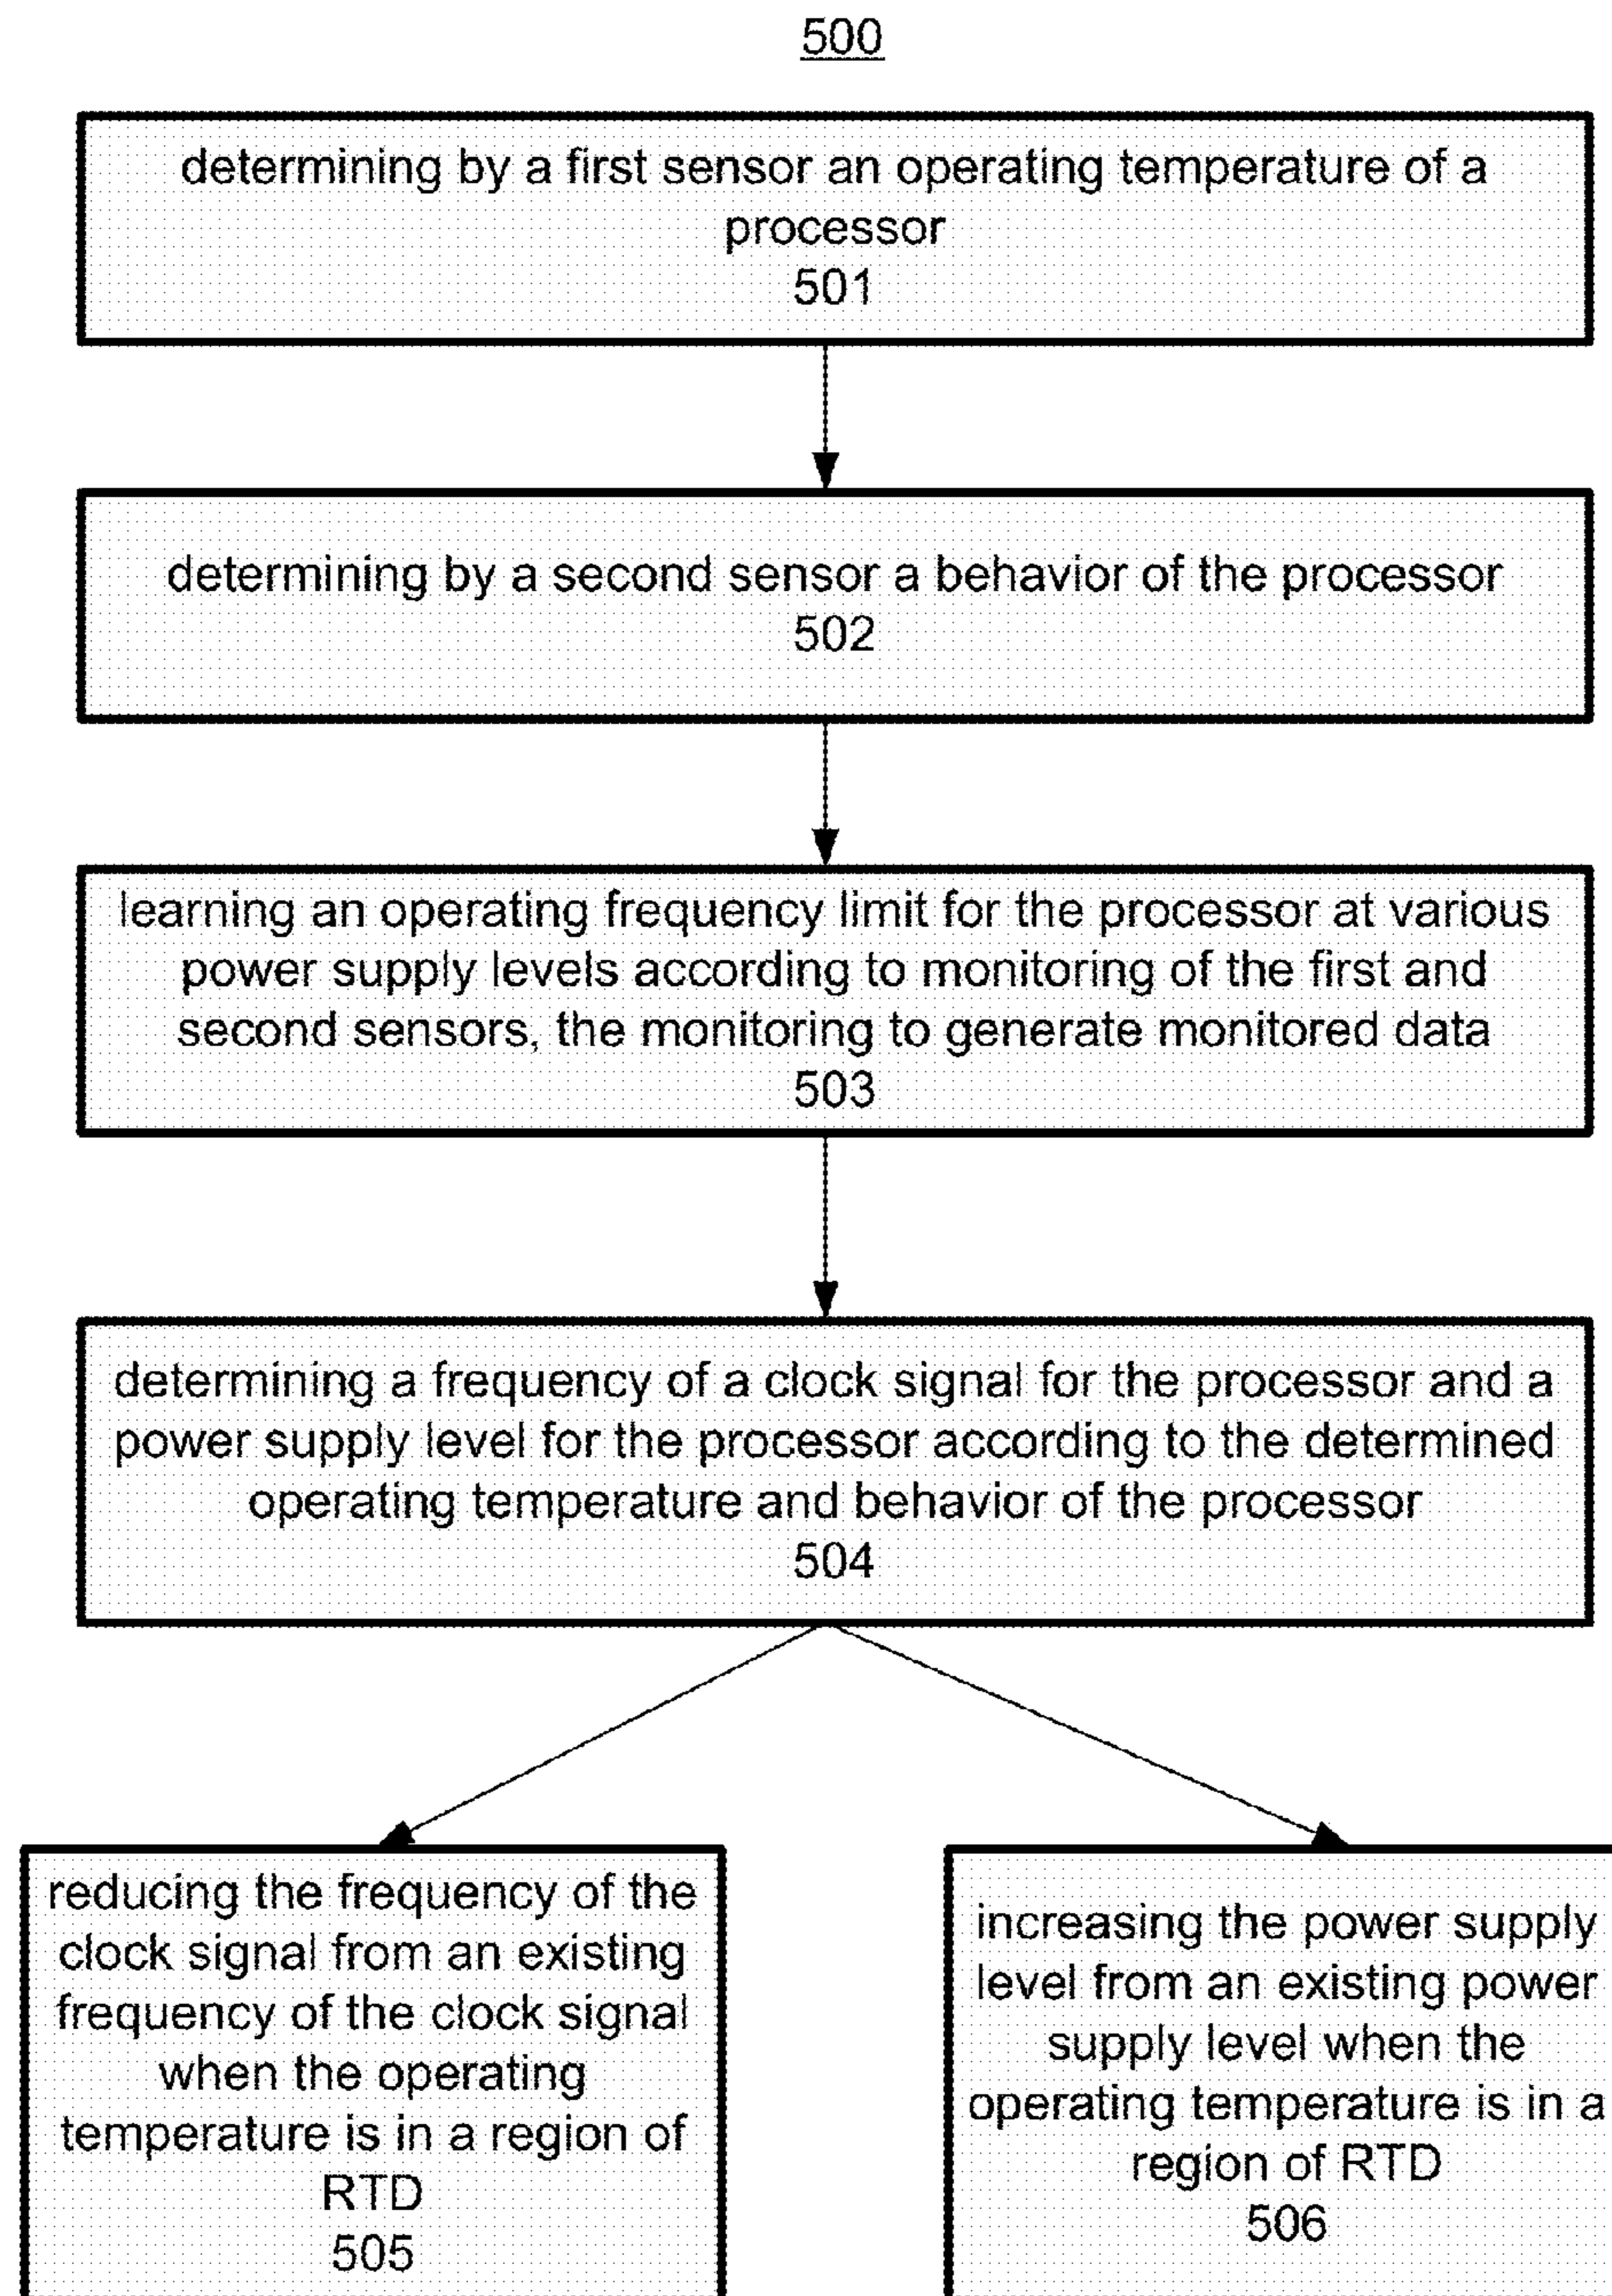 500
determining by a first sensor an operating temperature of a
processor
501
determining by a second sensor a behavior of the processor
502
learning an operating frequency limit for the processor at various
power supply levels according to monitoring of the first and
second sensors, the monitoring to generate monitored data
503
determining a frequency of a clock signal for the processor and a
power supply level for the processor according to the determined
operating temperature and behavior of the processor
504
reducing the frequency of the
clock signal from an existing
frequency of the clock signal
when the operating
temperature is in a region of
RTD
505
increasing the power supply
level from an existing power
supply level when the
operating temperature is in a
region of RTD
506